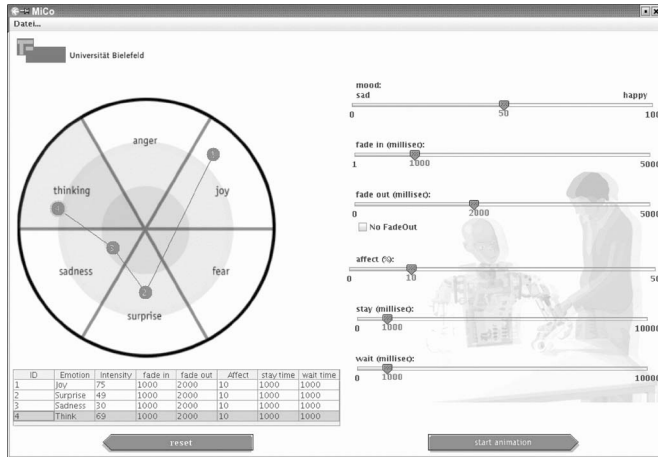 MiCo
Datei...
Universität Bielefeld
anger
thinking
joy
sadness
fear
surprise
2
mood:
sad happy
0 50 100
fade in (millisec):
1 1000 5000
fade out (millisec):
0 2000 5000
No FadeOut
affect (%):
0 10 50
stay (millisec):
0 1000 10000
wait (millisec):
0 1000 10000
ID Emotion Intensity fade in fade out Affect stay time wait time
1 Joy 75 1000 2000 10 1000 1000
2 Surprise 49 1000 2000 10 1000 1000
3 Sadness 30 1000 2000 10 1000 1000
4 Think 69 1000 2000 10 1000 1000
reset
start animation